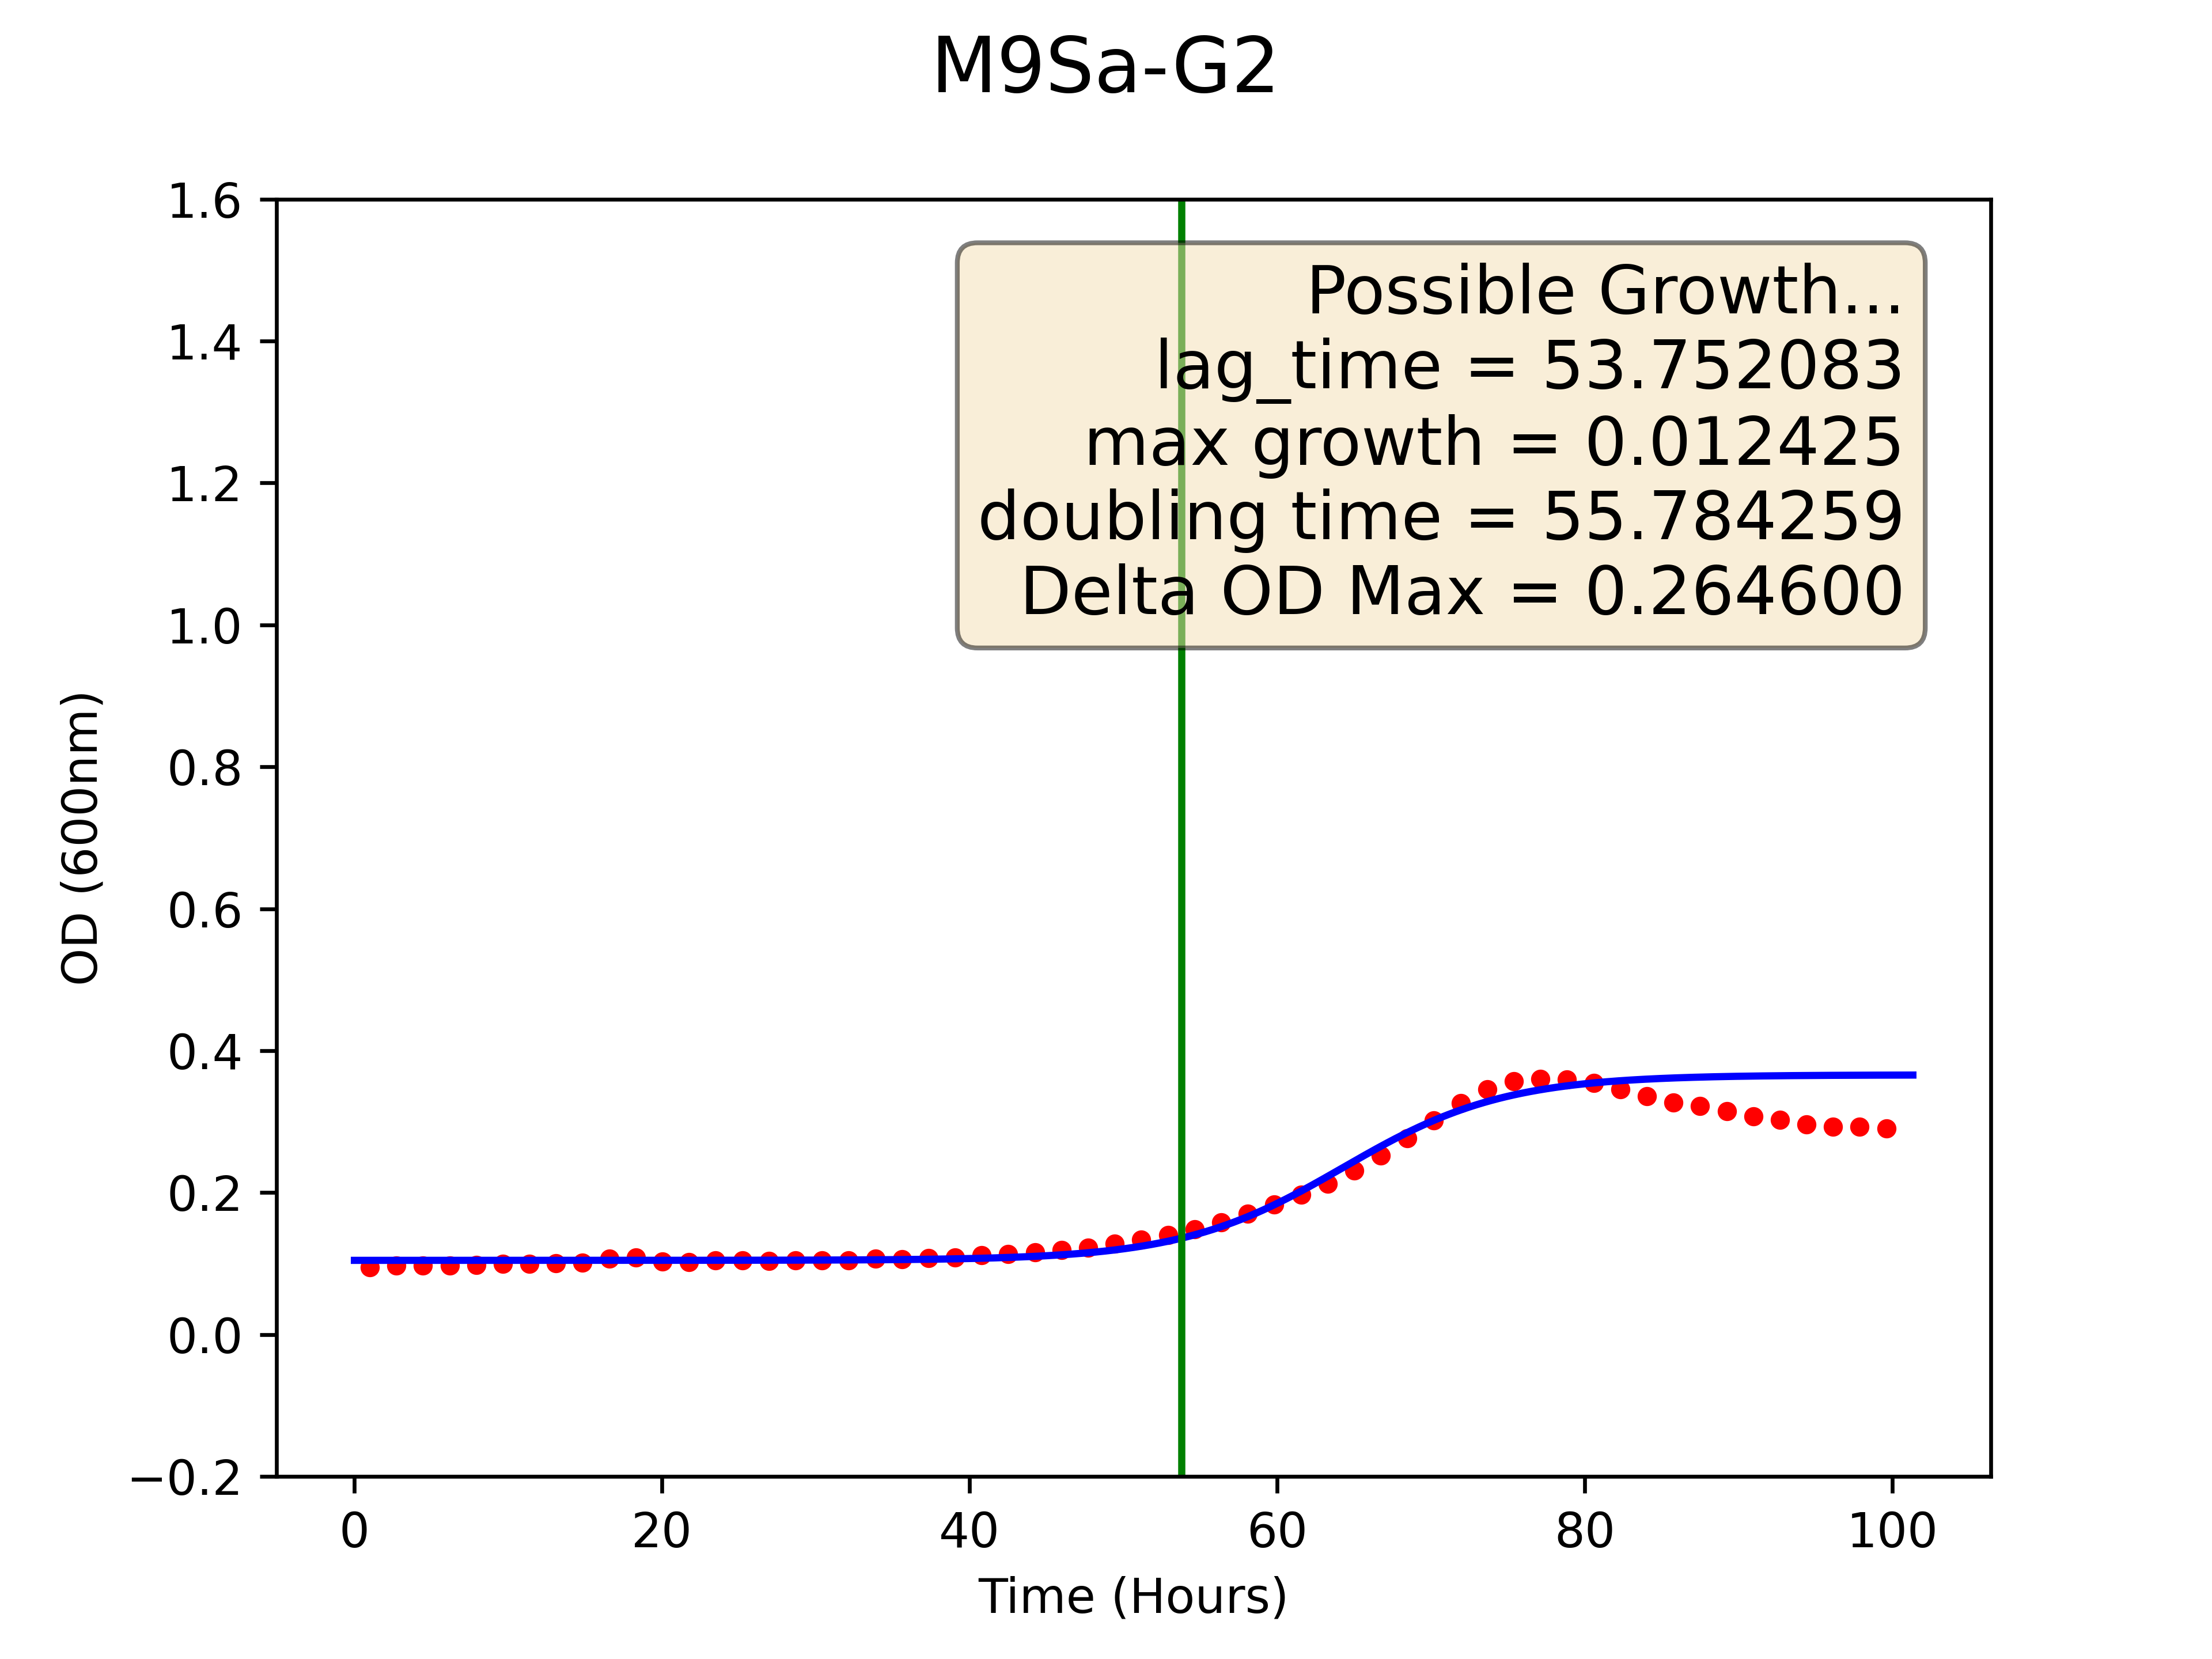 M9Sa-G2
Possible Growth...
lag_time = 53.752083
max growth = 0.012425
doubling time = 55.784259
Delta OD Max = 0.264600
OD (600nm)
1.6
1.4
1.2
1.0
0.8
0.6
0.4
0.2
0.0
−0.2
0 20 40 60 80 100
Time (Hours)